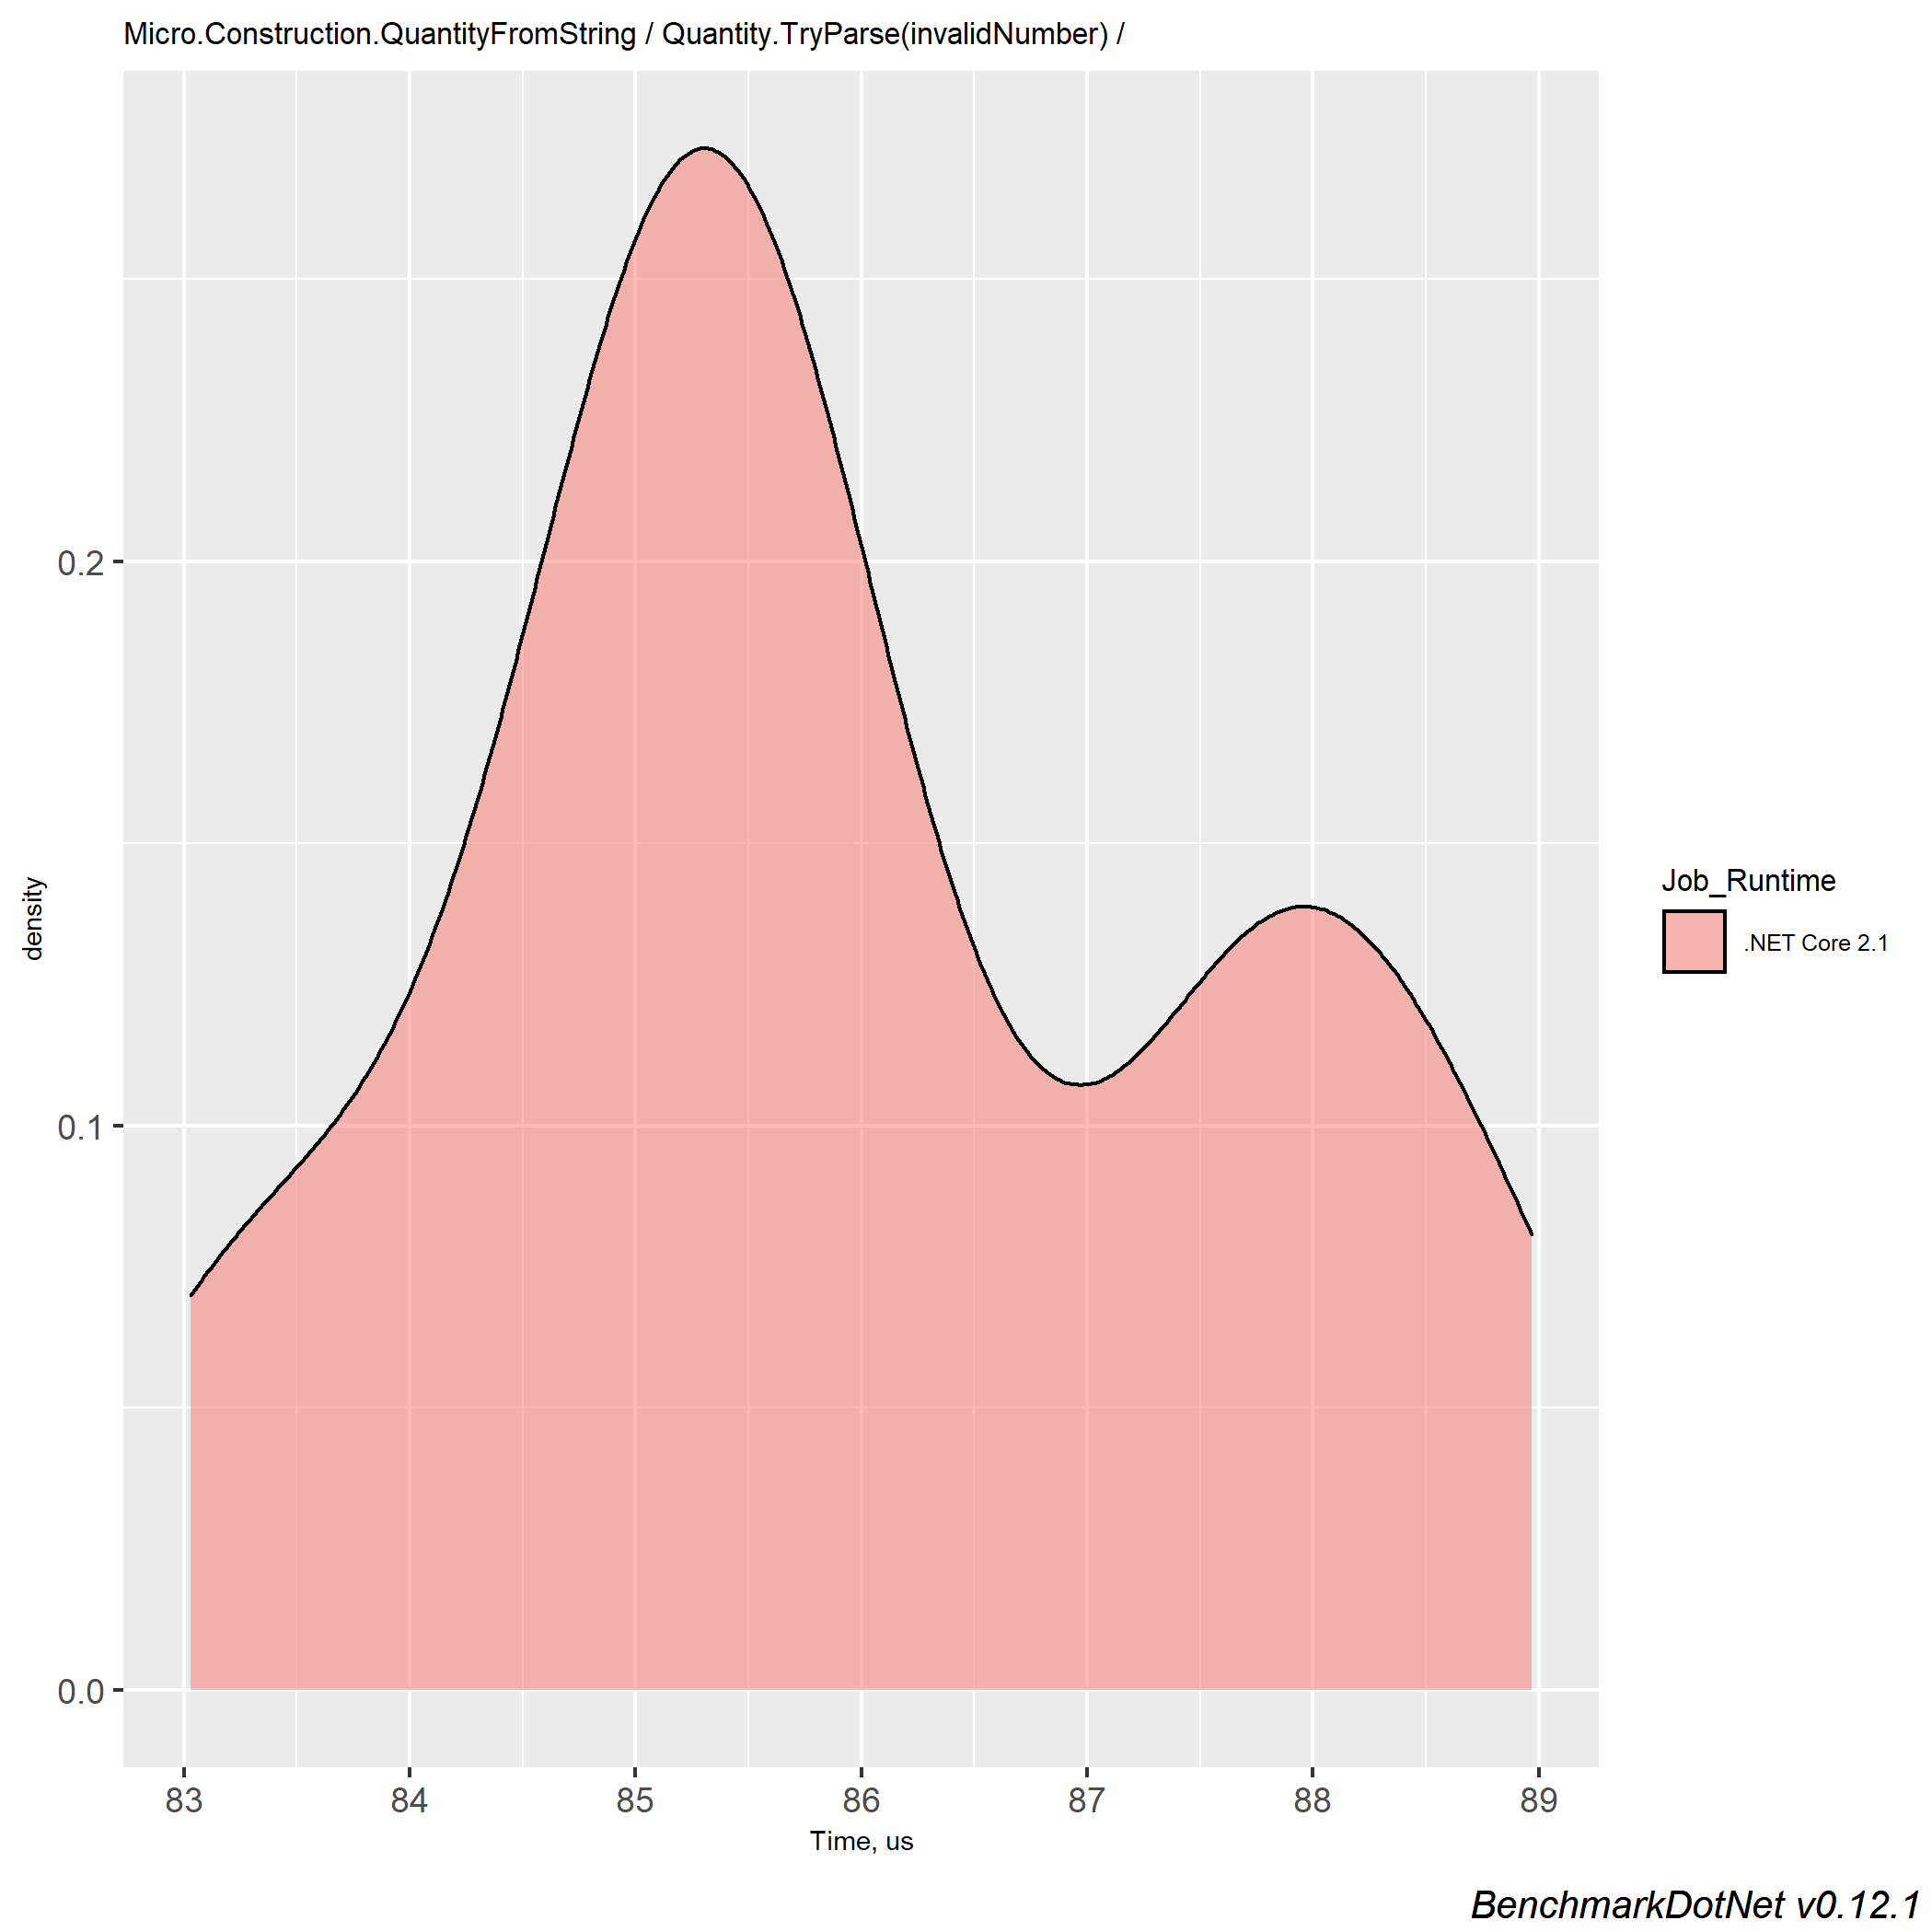 Micro.Construction.QuantityFromString / Quantity.TryParse(invalidNumber) /
density
0.2
0.1
0.0
83 84 85 86 87 88 89
Time, us
Job_Runtime
.NET Core 2.1
BenchmarkDotNet v0.12.1